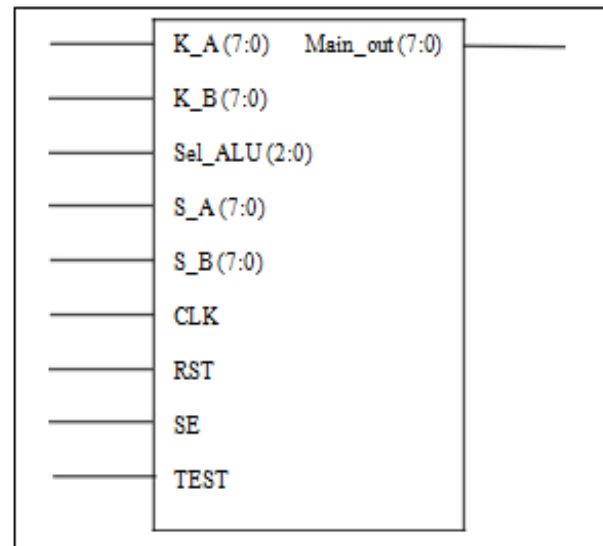 K_A (7:0) Main_out (7:0)
K_B (7:0)
Sel_ALU (2:0)
S_A (7:0)
S_B (7:0)
CLK
RST
SE
TEST